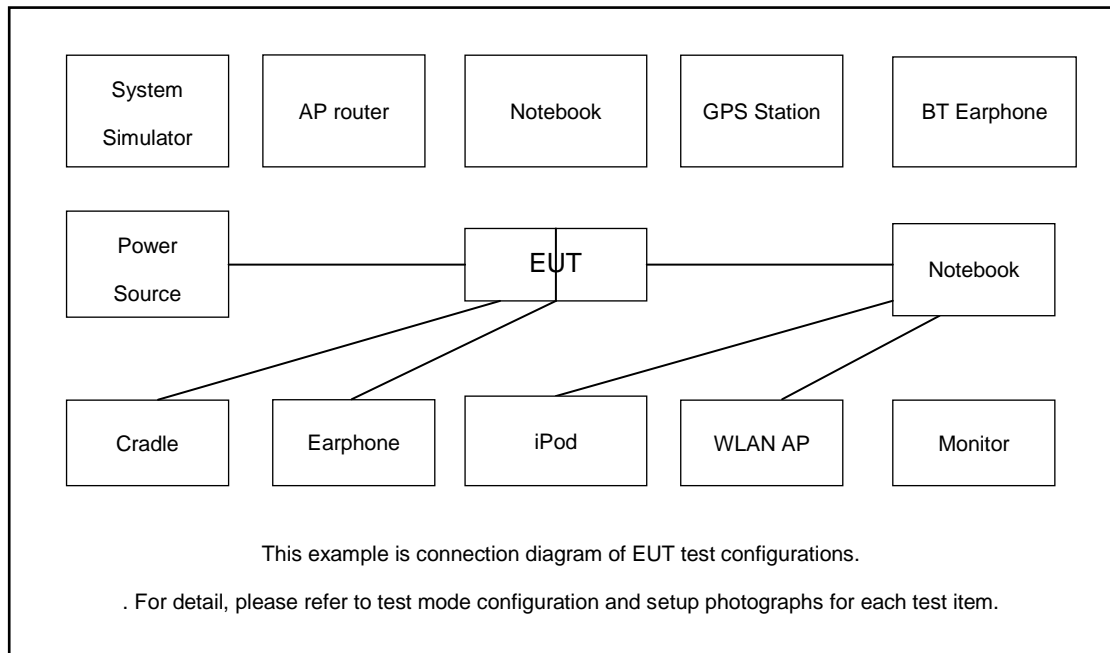 System
Simulator
AP router
Notebook
GPS Station
BT Earphone
Power
Source
EUT
Notebook
Cradle
Earphone
iPod
WLAN AP
Monitor
This example is connection diagram of EUT test configurations.
. For detail, please refer to test mode configuration and setup photographs for each test item.